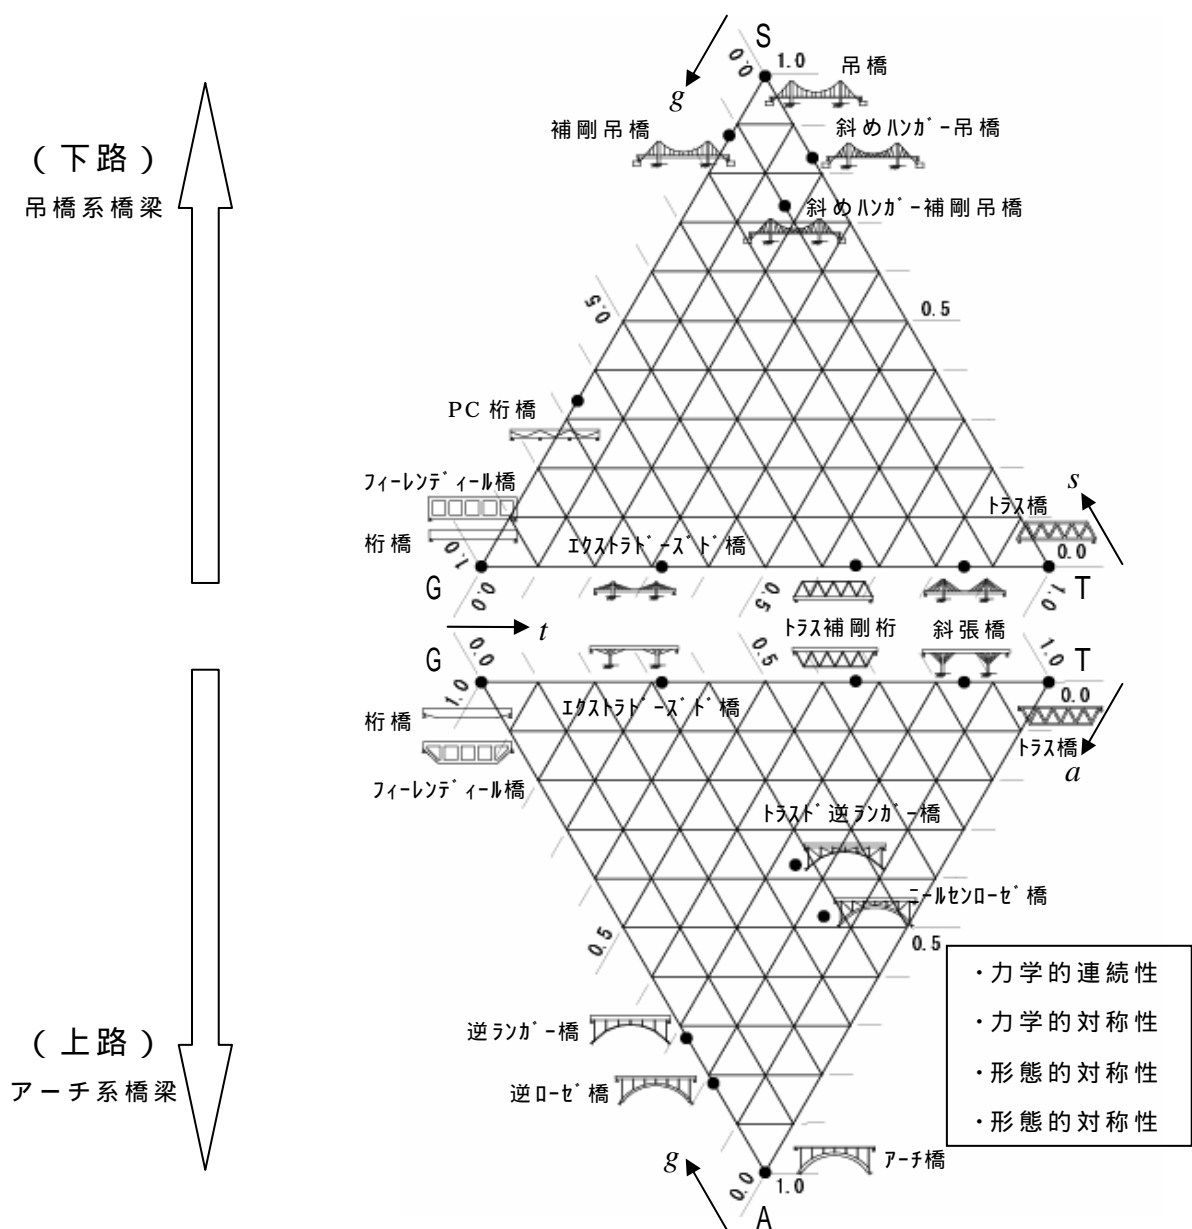 S
0.0
1.0
吊橋
g
補剛吊橋
斜めﾊﾝｶﾞｰ吊橋
（下路）
吊橋系橋梁
斜めﾊﾝｶﾞｰ補剛吊橋
0.5
0.5
PC桁橋
ﾌｨｰﾚﾝﾃﾞｨｰﾙ橋
s
ﾄﾗｽ橋
桁橋
1.0
ｴｸｽﾄﾗﾄﾞｰｽﾞﾄﾞ橋
0.0
G
0.0
0.5
1.0
T
t
ﾄﾗｽ補剛桁
斜張橋
G
0.0
0.5
1.0
T
1.0
0.0
桁橋
ｴｸｽﾄﾗﾄﾞｰｽﾞﾄﾞ橋
ﾄﾗｽ橋
a
ﾌｨｰﾚﾝﾃﾞｨｰﾙ橋
ﾄﾗｽﾄﾞ逆ﾗﾝｶﾞｰ橋
ﾆｰﾙｾﾝﾛｰｾﾞ橋
0.5
0.5
・力学的連続性
・力学的対称性
・形態的対称性
・形態的対称性
逆ﾗﾝｶﾞｰ橋
（上路）
アーチ系橋梁
逆ﾛｰｾﾞ橋
g
ｱｰﾁ橋
0.0
1.0
A